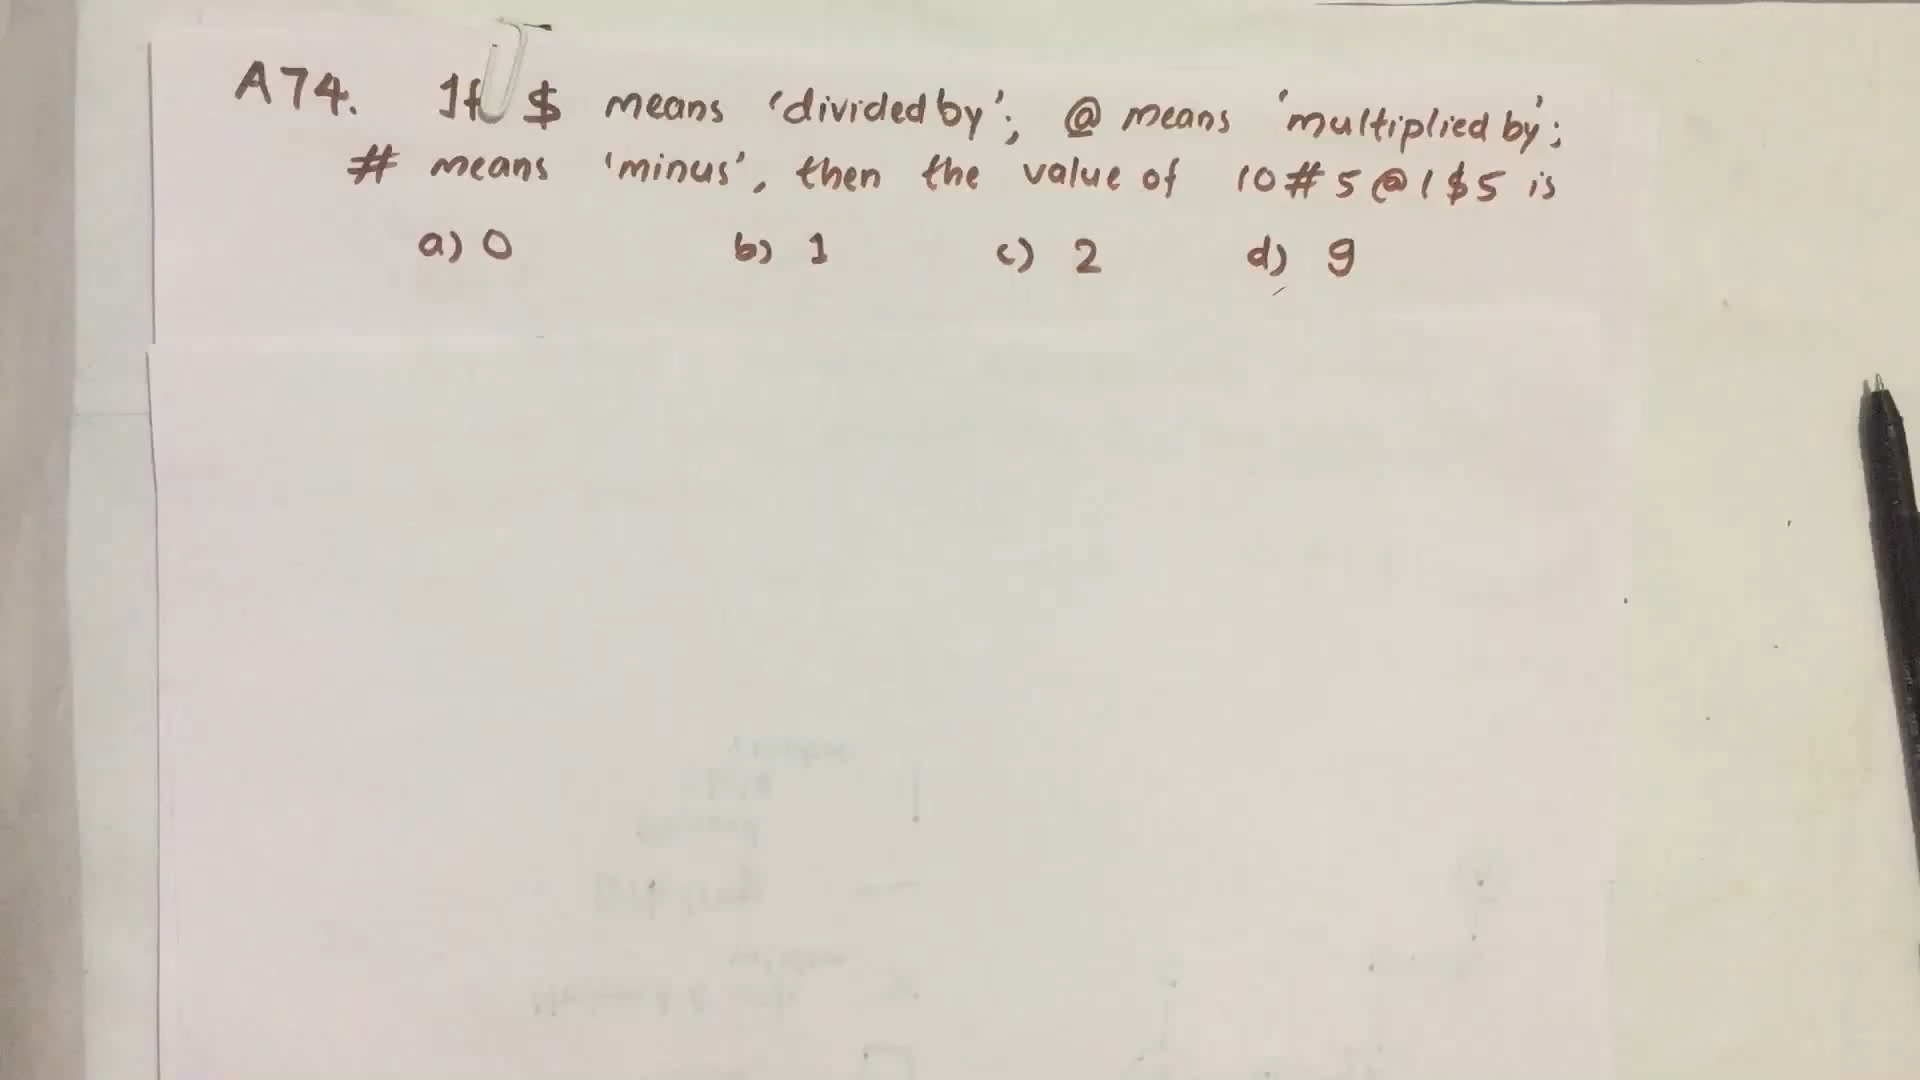 A74. If $ means 'divided by'; @ means 'multiplied by';
# means 'minus', then the value of 10#5@1$5 is
a) 0 b) 1 c) 2 d) 9